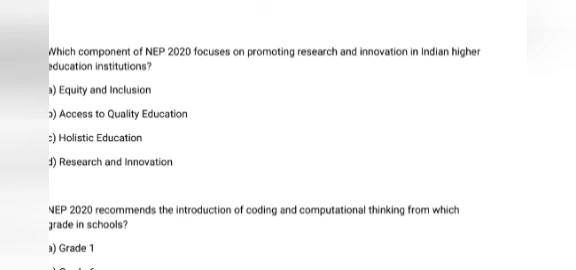 Which component of NEP 2020 focuses on promoting research and innovation in Indian higher
education institutions?
a) Equity and Inclusion
b) Access to Quality Education
c) Holistic Education
d) Research and Innovation
NEP 2020 recommends the introduction of coding and computational thinking from which
grade in schools?
a) Grade 1